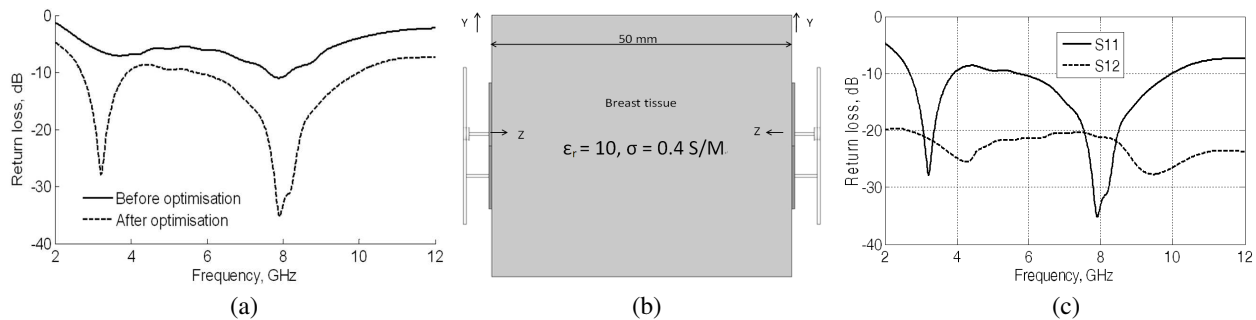 0
-10
-20
-30
-40
Return loss, dB
Before optimisation
After optimisation
2
4
6
8
10
12
Frequency, GHz
(a)
Y
Y
50 mm
Breast tissue
Z
Z
εr = 10, σ = 0.4 S/M
(b)
0
-10
-20
-30
-40
Return loss, dB
S11
S12
2
4
6
8
10
12
Frequency, GHz
(c)